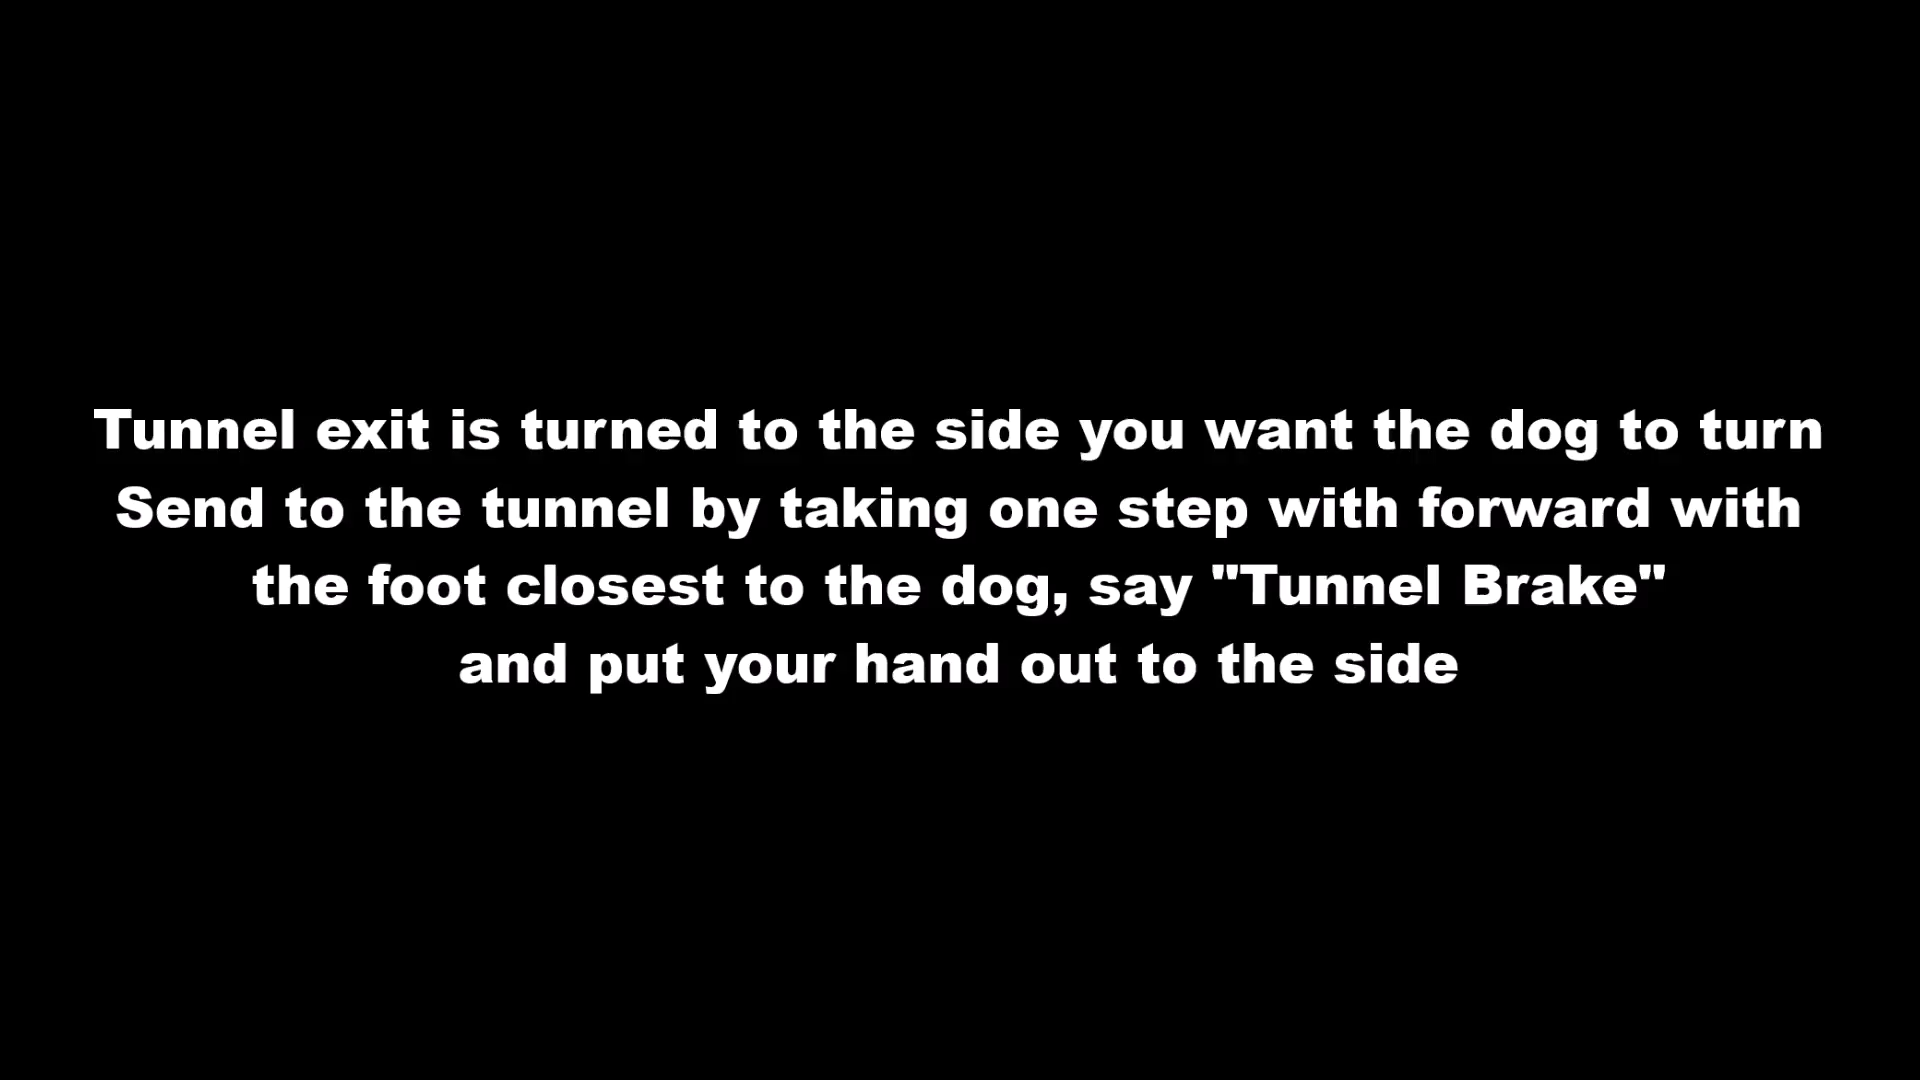 Tunnel exit is turned to the side you want the dog to turn
Send to the tunnel by taking one step with forward with
the foot closest to the dog, say "Tunnel Brake"
and put your hand out to the side